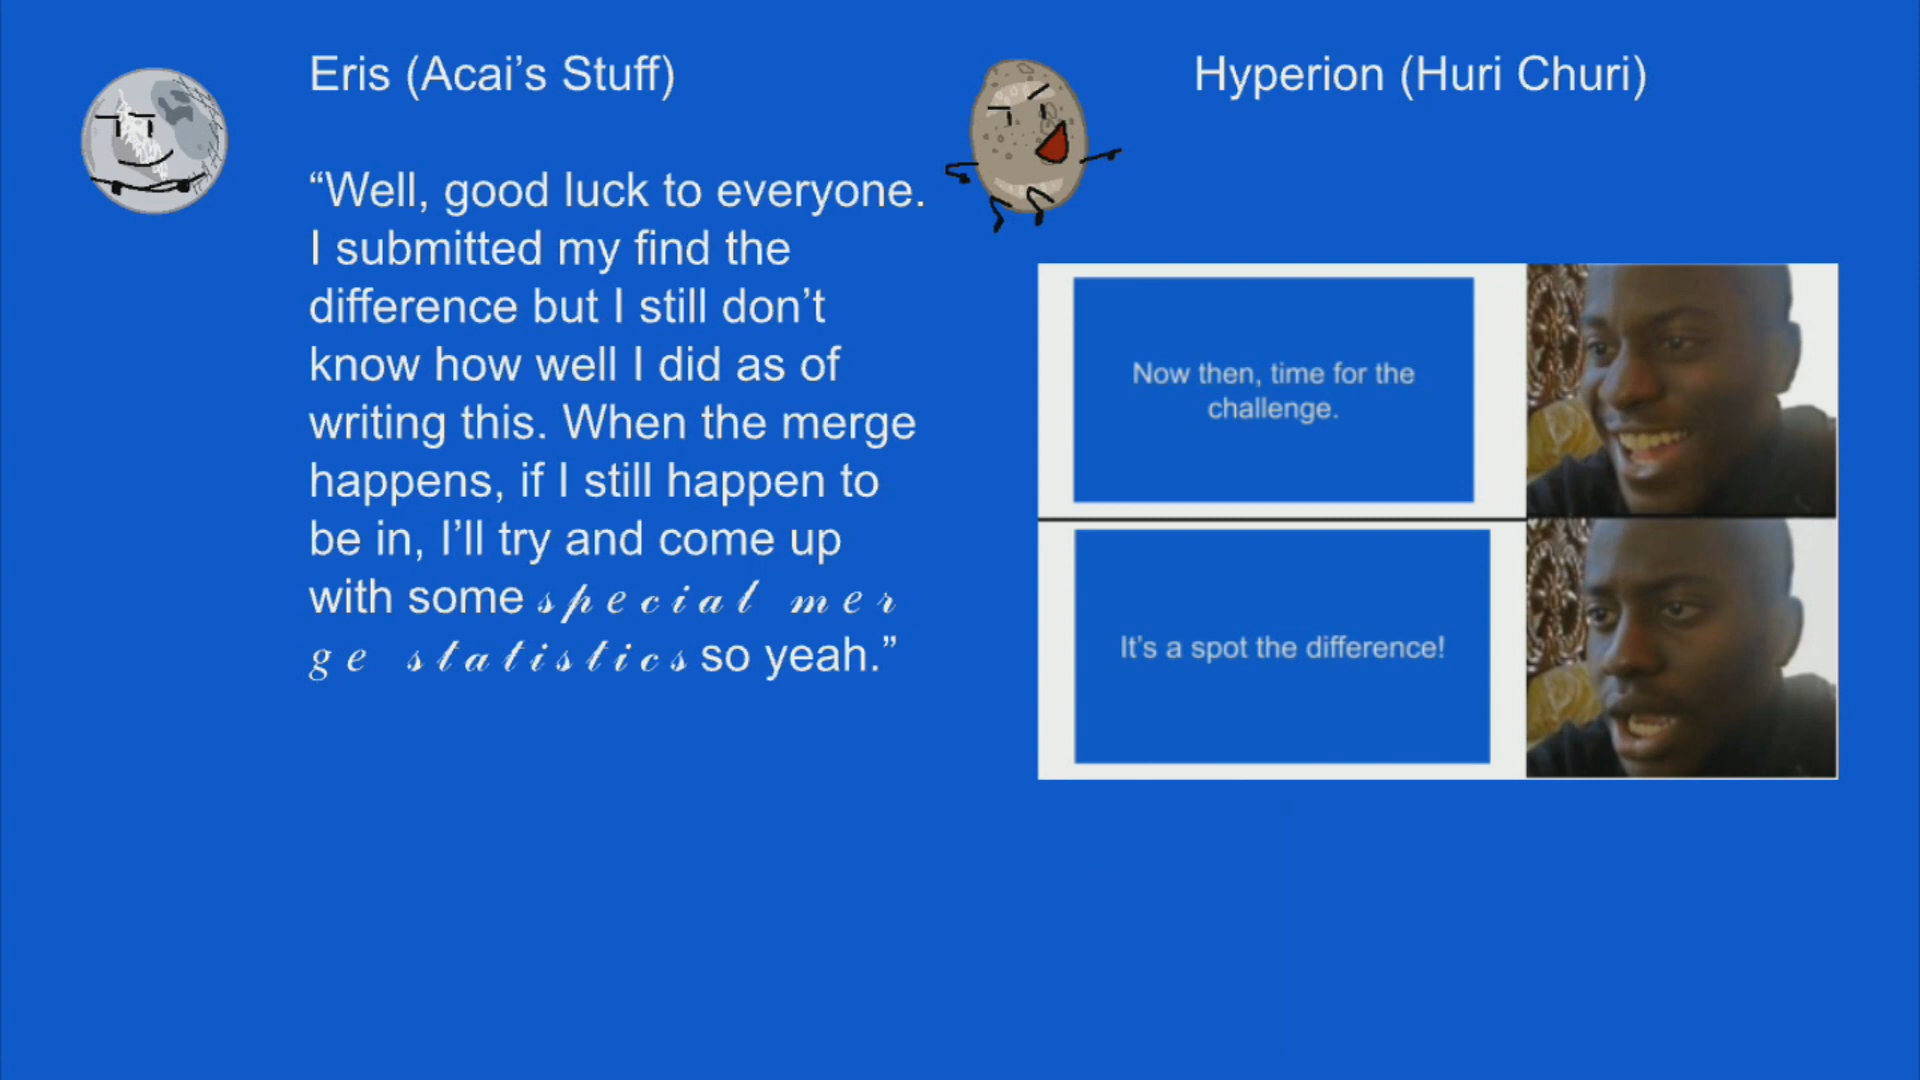 Eris (Acai’s Stuff)
“Well, good luck to everyone.
I submitted my find the
difference but I still don’t
know how well I did as of
writing this. When the merge
happens, if I still happen to
be in, I’ll try and come up
with some special mer
ge statistics so yeah.”
Hyperion (Huri Churi)
Now then, time for the
challenge.
It’s a spot the difference!